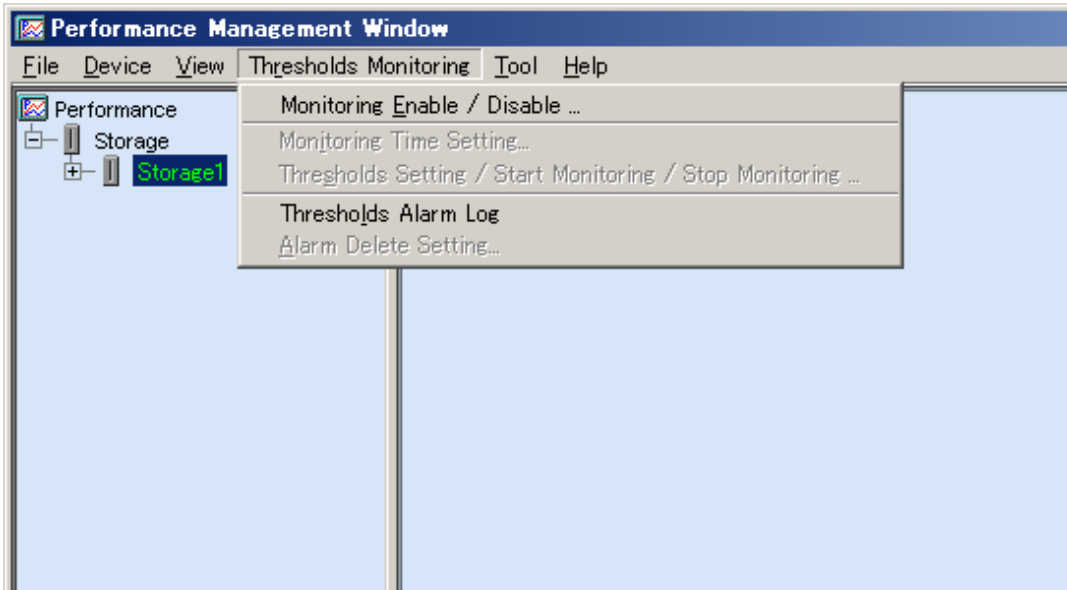 Performance Management Window
File Device View Thresholds Monitoring Tool Help
Performance
Storage
Storage1
Monitoring Enable / Disable ...
Monitoring Time Setting...
Thresholds Setting / Start Monitoring / Stop Monitoring ...
Thresholds Alarm Log
Alarm Delete Setting...